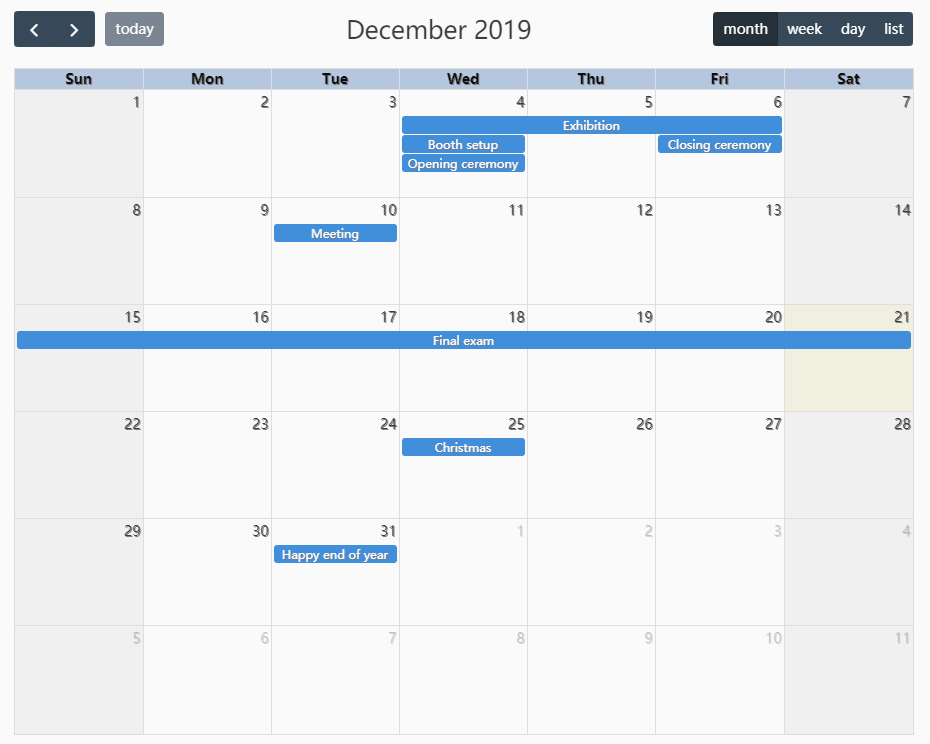 today December 2019 month week day list
Sun Mon Tue Wed Thu Fri Sat
1 2 3 4 5 6 7
Exhibition
Booth setup Closing ceremony
Opening ceremony
8 9 10 11 12 13 14
Meeting
15 16 17 18 19 20 21
Final exam
22 23 24 25 26 27 28
Christmas
29 30 31 1 2 3 4
Happy end of year
5 6 7 8 9 10 11